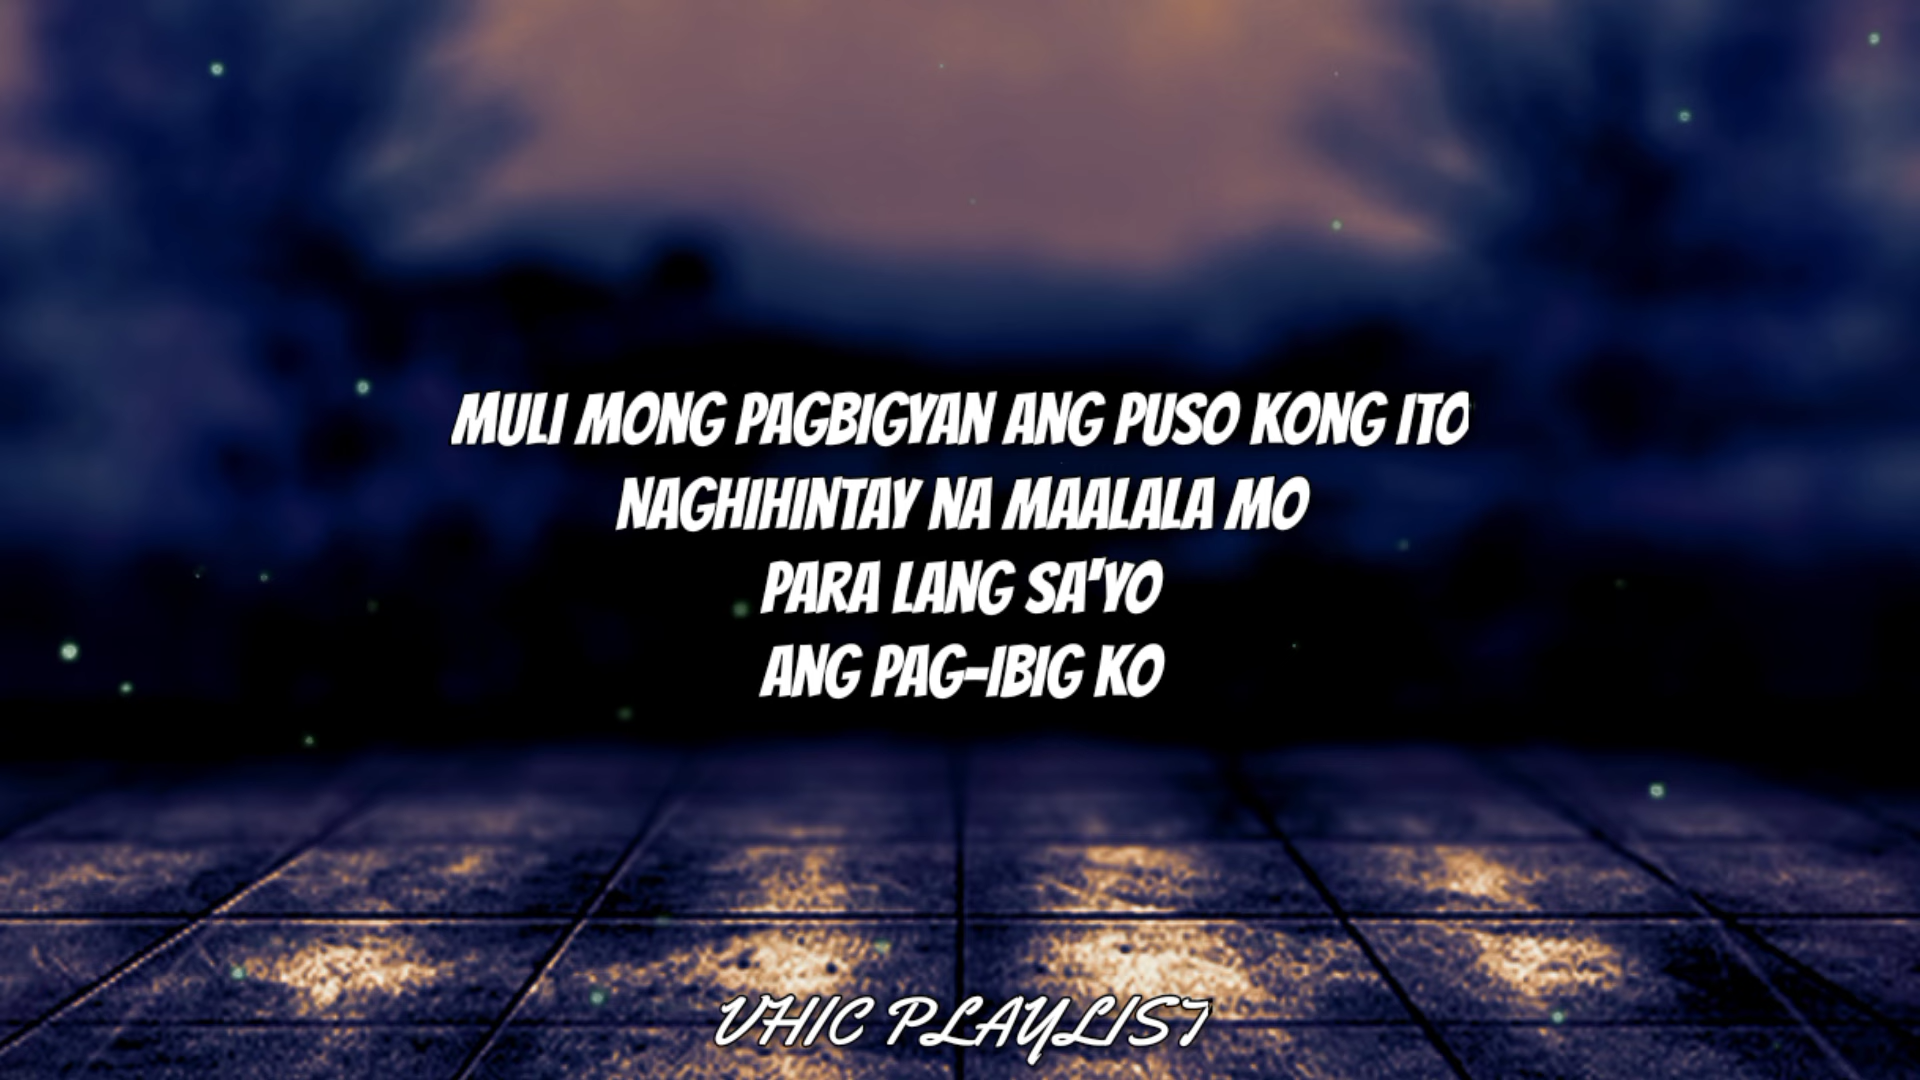 MULI MONG PAGBIGYAN ANG PUSO KONG ITO
NAGHIHINTAY NA MAALALA MO
PARA LANG SA'YO
ANG PAG-IBIG KO
VHIC PLAYLIST